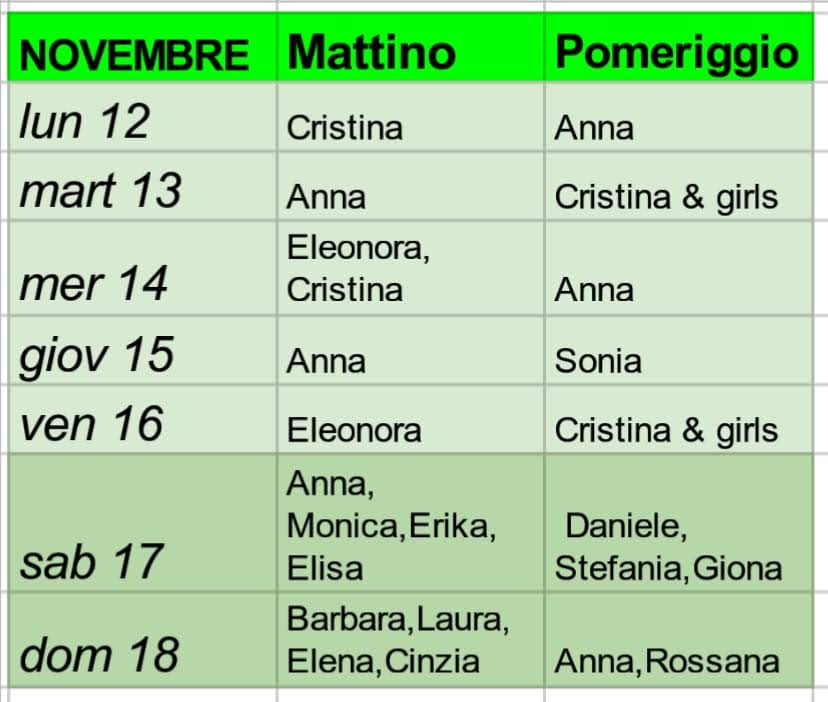 NOVEMBRE Mattino Pomeriggio
lun 12 Cristina Anna
mart 13 Anna Cristina & girls
Eleonora,
mer 14 Cristina Anna
giov 15 Anna Sonia
ven 16 Eleonora Cristina & girls
Anna,
Monica,Erika, Daniele,
sab 17 Elisa Stefania,Giona
Barbara,Laura,
dom 18 Elena,Cinzia Anna,Rossana